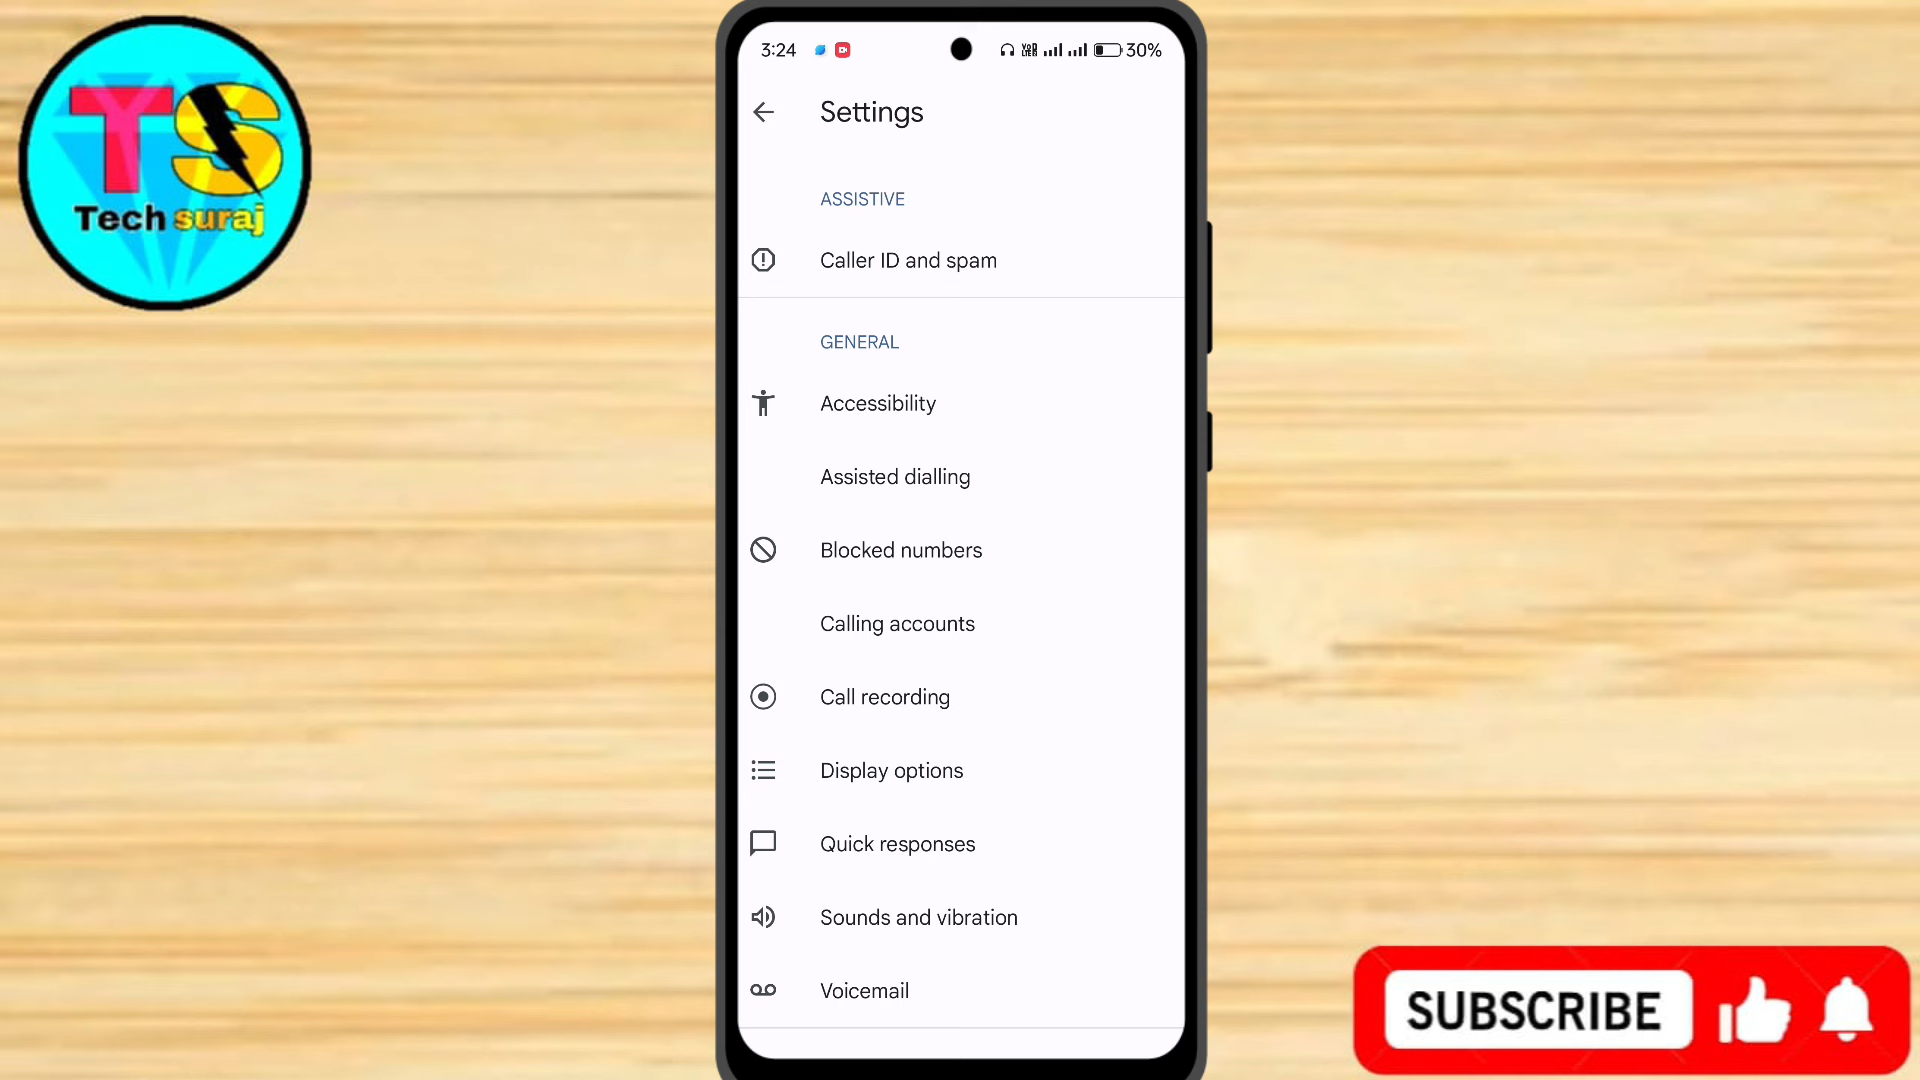 TS
Tech suraj
3:24
30%
Settings
ASSISTIVE
Caller ID and spam
GENERAL
Accessibility
Assisted dialling
Blocked numbers
Calling accounts
Call recording
Display options
Quick responses
Sounds and vibration
Voicemail
SUBSCRIBE